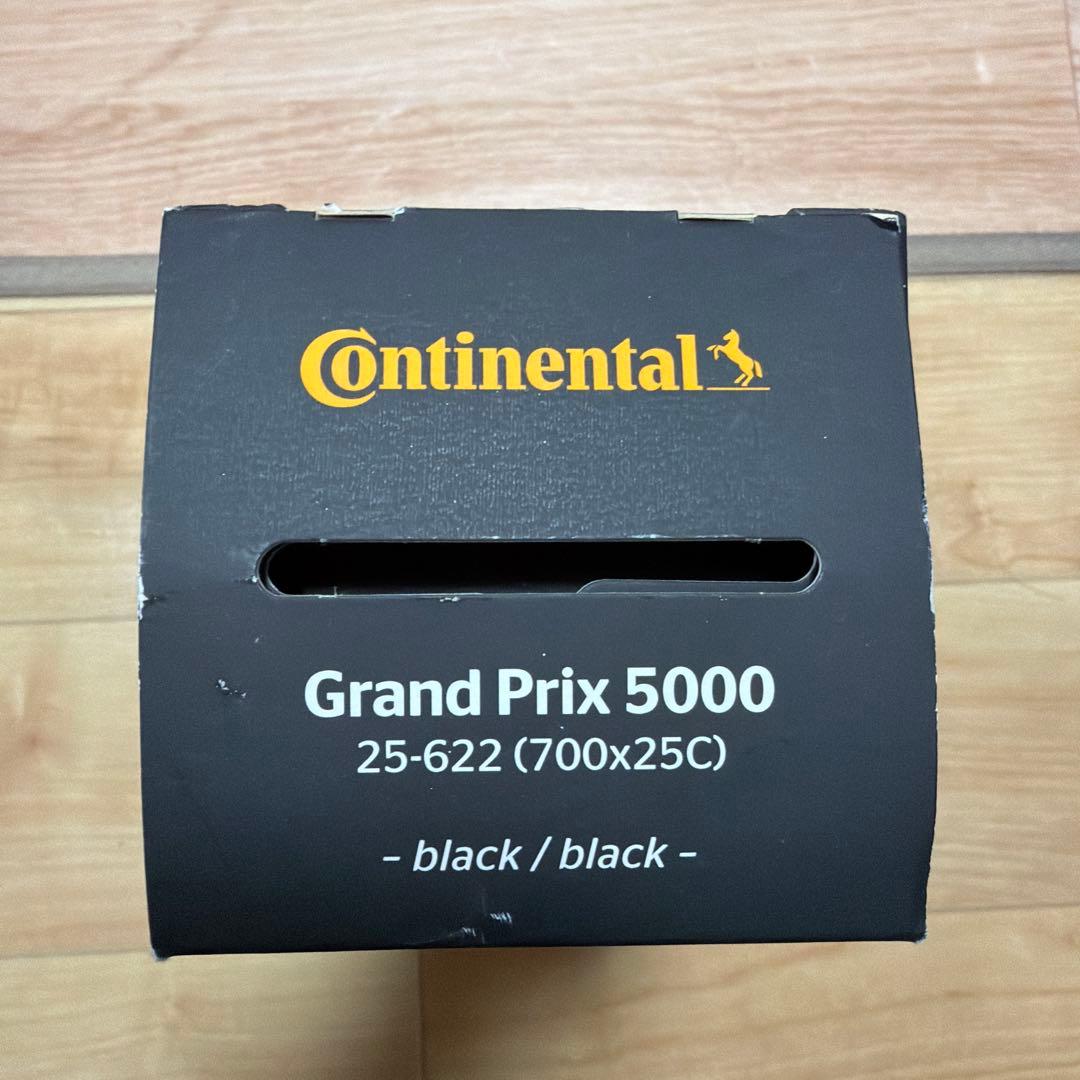 Continental
Grand Prix 5000
25-622 (700x25C)
- black / black -